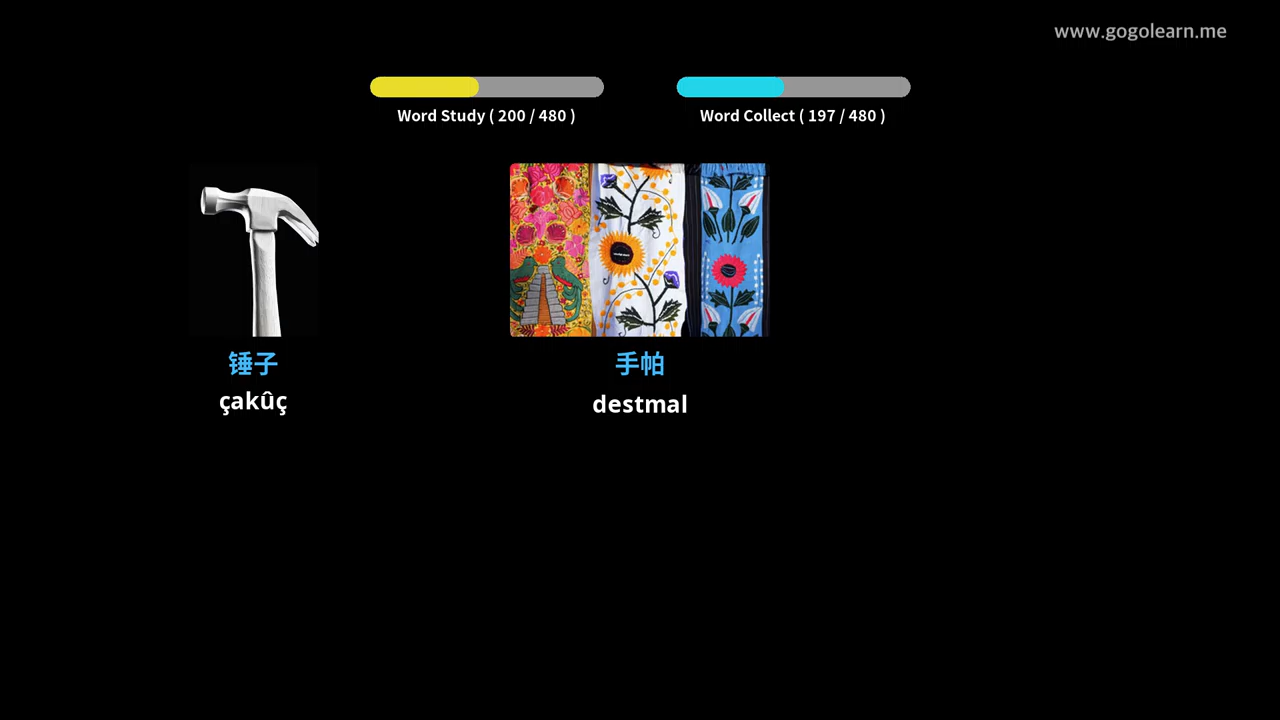 www.gogolearn.me
Word Study ( 200 / 480 )
Word Collect ( 197 / 480 )
锤子
çakûç
手帕
destmal